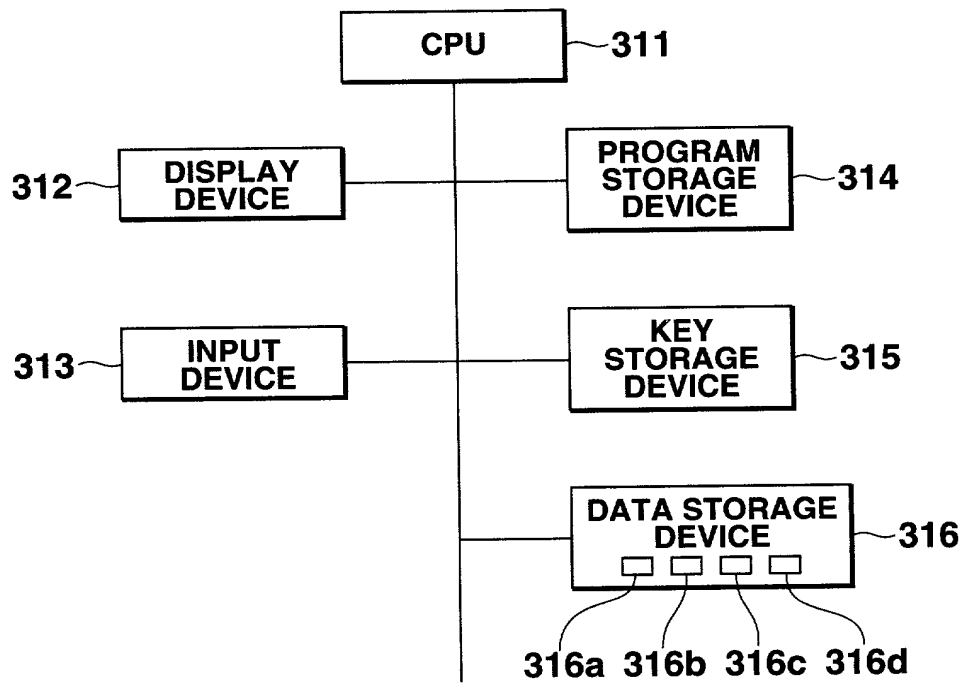 CPU
311
312
DISPLAY
DEVICE
PROGRAM
STORAGE
DEVICE
314
313
INPUT
DEVICE
KEY
STORAGE
DEVICE
315
DATA STORAGE
DEVICE
316
316a 316b 316c 316d